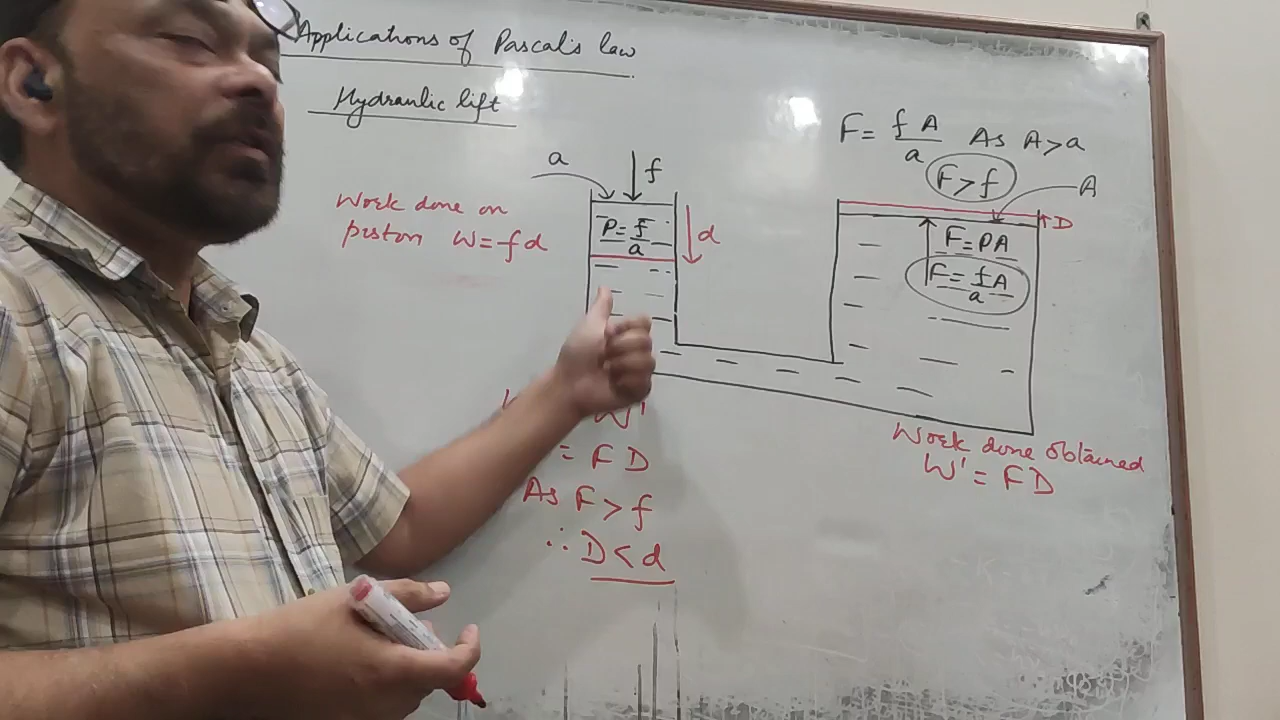 Applications of Pascal's law
Hydraulic lift
F = fA/a As A > a
F > f
a
f
A
Work done on
piston W = fd
P = f/a
d
D
F = PA
F = fA/a
W'
= FD
As F > f
∴ D < d
Work done obtained
W' = FD